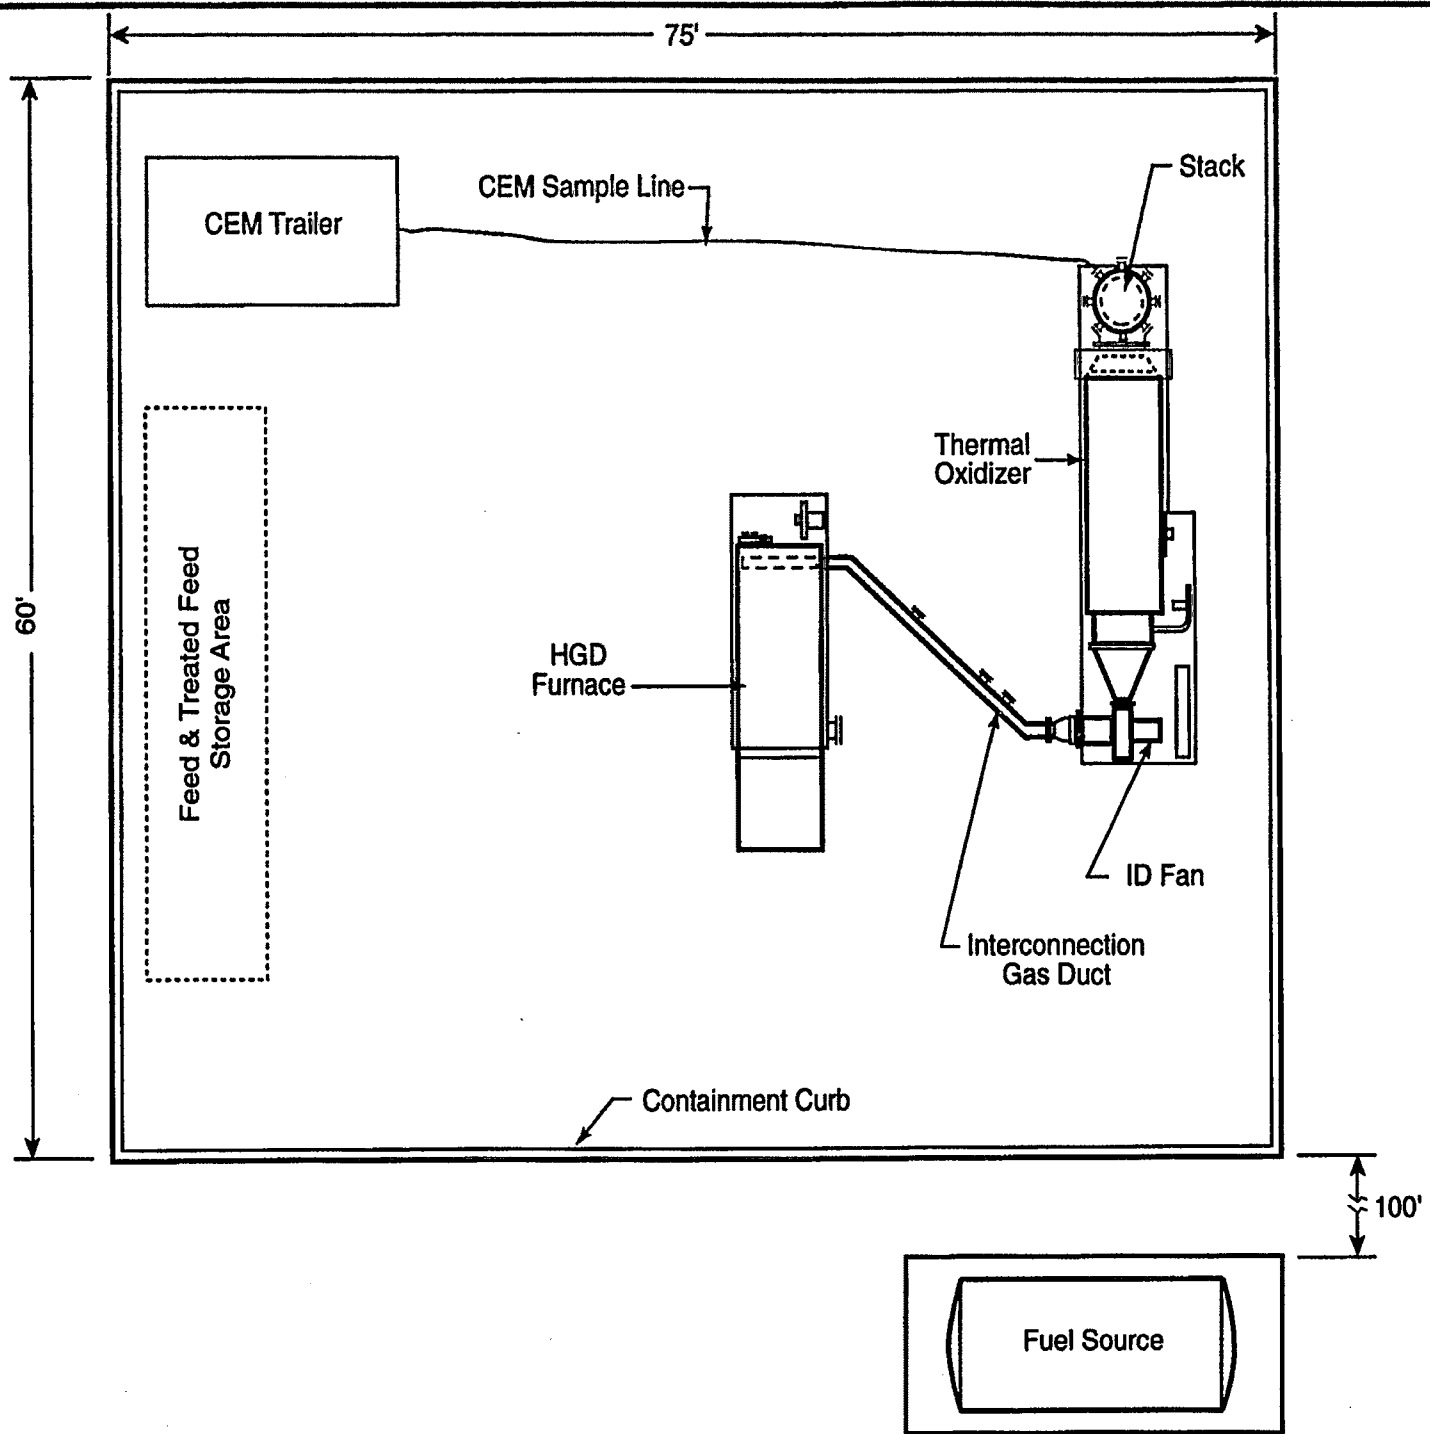 75'
CEM Sample Line
Stack
CEM Trailer
Thermal
Oxidizer
60'
Feed & Treated Feed
Storage Area
HGD
Furnace
ID Fan
Interconnection
Gas Duct
Containment Curb
100'
Fuel Source